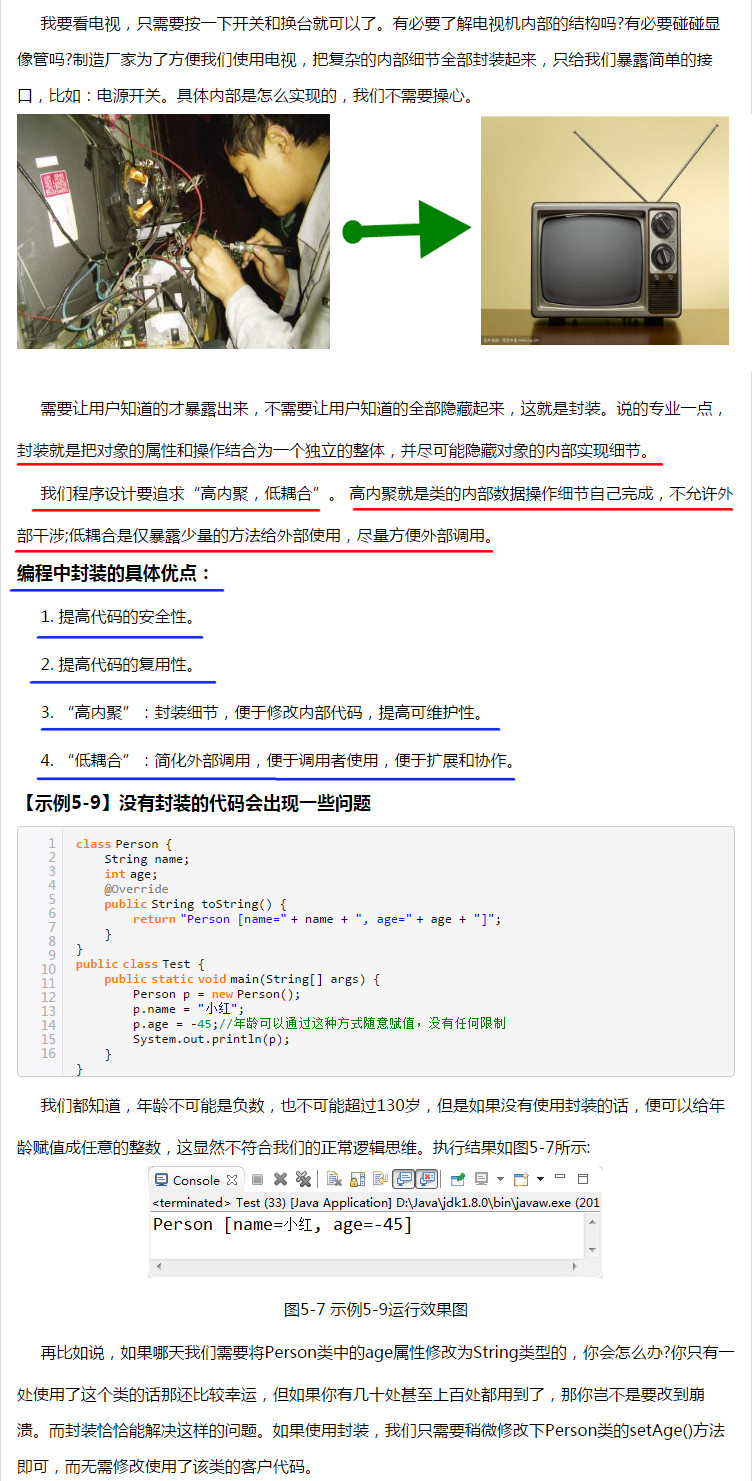 我要看电视，只需要按一下开关和换台就可以了。有必要了解电视机内部的结构吗?有必要碰碰显
像管吗?制造厂家为了方便我们使用电视，把复杂的内部细节全部封装起来，只给我们暴露简单的接
口，比如：电源开关。具体内部是怎么实现的，我们不需要操心。
需要让用户知道的才暴露出来，不需要让用户知道的全部隐藏起来，这就是封装。说的专业一点，
封装就是把对象的属性和操作结合为一个独立的整体，并尽可能隐藏对象的内部实现细节。
我们程序设计要追求“高内聚，低耦合”。 高内聚就是类的内部数据操作细节自己完成，不允许外
部干涉;低耦合是仅暴露少量的方法给外部使用，尽量方便外部调用。
编程中封装的具体优点：
1. 提高代码的安全性。
2. 提高代码的复用性。
3. “高内聚”：封装细节，便于修改内部代码，提高可维护性。
4. “低耦合”：简化外部调用，便于调用者使用，便于扩展和协作。
【示例5-9】没有封装的代码会出现一些问题
1 class Person {
2 String name;
3 int age;
4 @Override
5 public String toString() {
6 return "Person [name=" + name + ", age=" + age + "]";
7 }
8 }
9 public class Test {
10 public static void main(String[] args) {
11 Person p = new Person();
12 p.name = "小红";
13 p.age = -45;//年龄可以通过这种方式随意赋值，没有任何限制
14 System.out.println(p);
15 }
16 }
我们都知道，年龄不可能是负数，也不可能超过130岁，但是如果没有使用封装的话，便可以给年
龄赋值成任意的整数，这显然不符合我们的正常逻辑思维。执行结果如图5-7所示:
Console
<terminated> Test (33) [Java Application] D:\Java\jdk1.8.0\bin\javaw.exe (201
Person [name=小红, age=-45]
图5-7 示例5-9运行效果图
再比如说，如果哪天我们需要将Person类中的age属性修改为String类型的，你会怎么办?你只有一
处使用了这个类的话那还比较幸运，但如果你有几十处甚至上百处都用到了，那你岂不是要改到崩
溃。而封装恰恰能解决这样的问题。如果使用封装，我们只需要稍微修改下Person类的setAge()方法
即可，而无需修改使用了该类的客户代码。